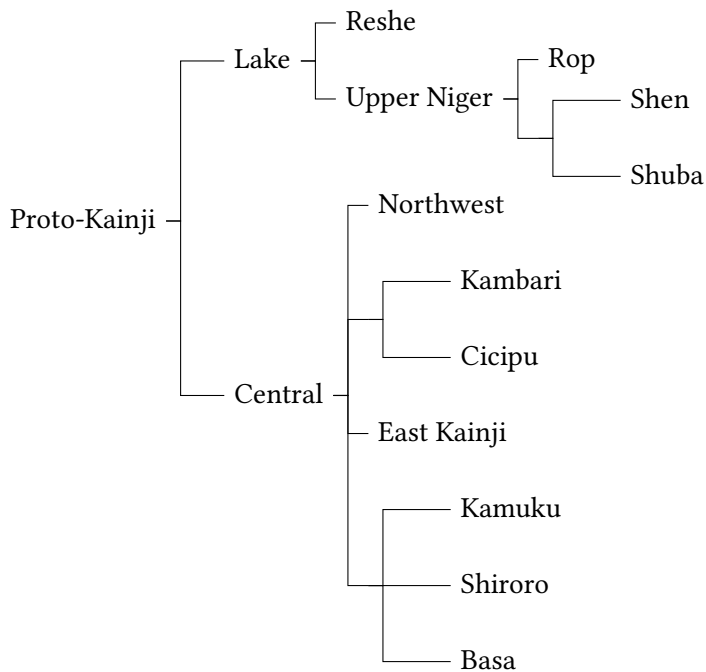 Reshe
Lake
Rop
Upper Niger
Shen
Shuba
Northwest
Proto-Kainji
Kambari
Cicipu
Central
East Kainji
Kamuku
Shiroro
Basa